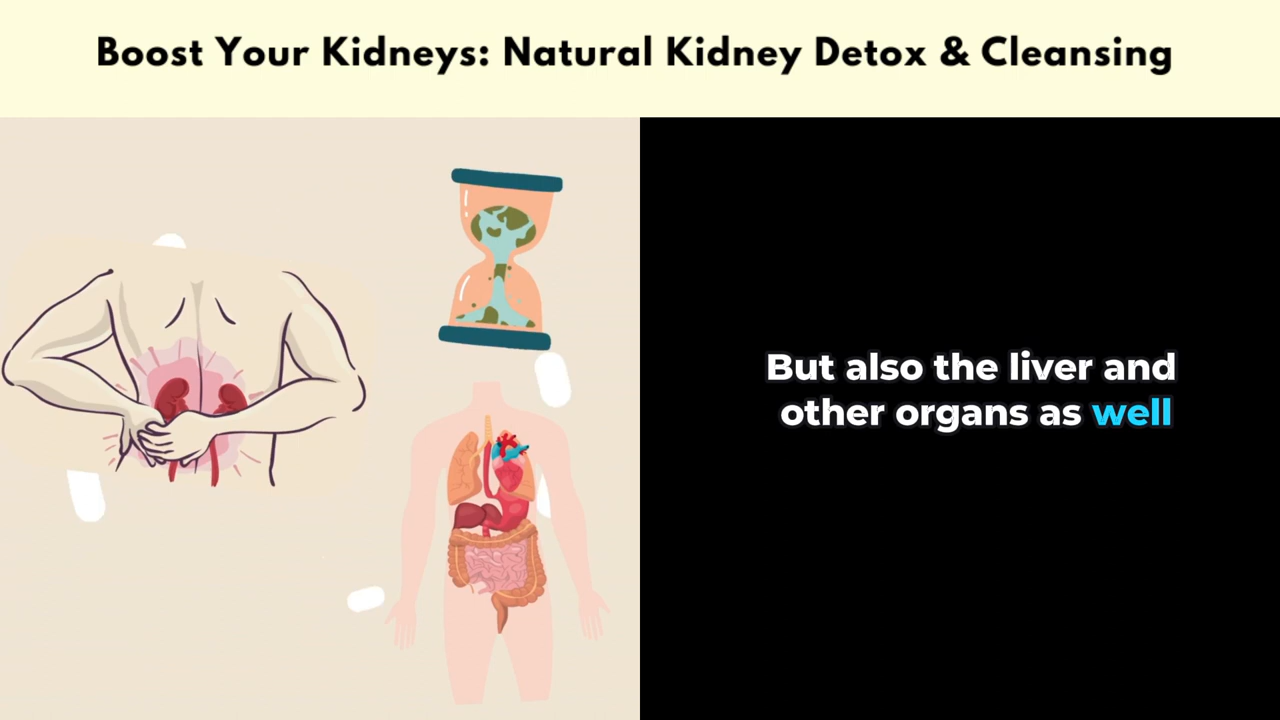 Boost Your Kidneys: Natural Kidney Detox & Cleansing
But also the liver and
other organs as well